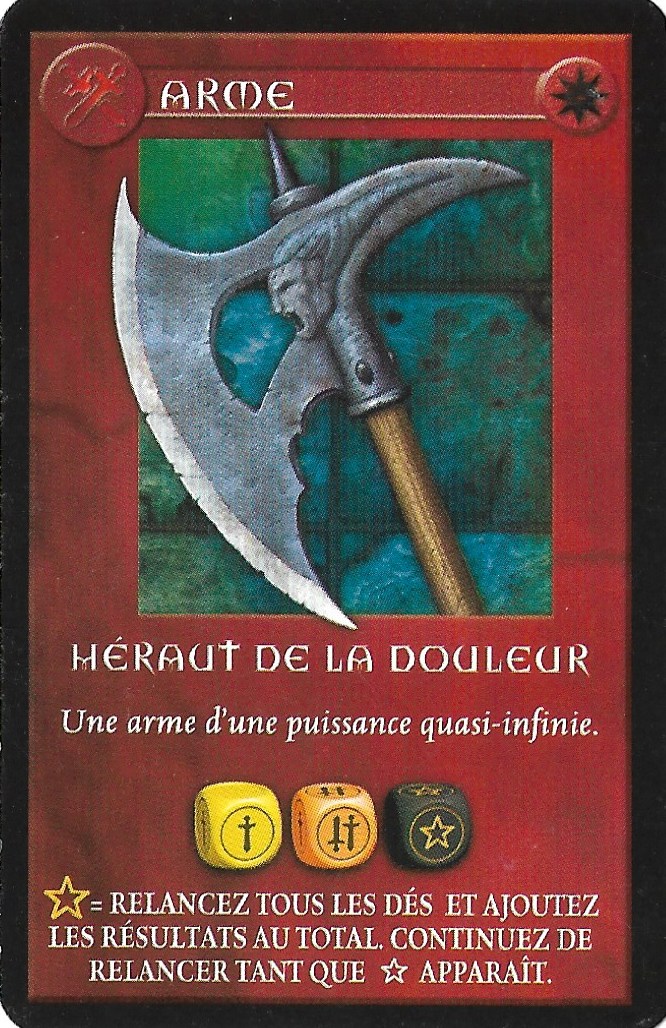 ARME
HÉRAUT DE LA DOULEUR
Une arme d'une puissance quasi-infinie.
= RELANCEZ TOUS LES DÉS ET AJOUTEZ
LES RÉSULTATS AU TOTAL. CONTINUEZ DE
RELANCER TANT QUE ☆ APPARAÎT.